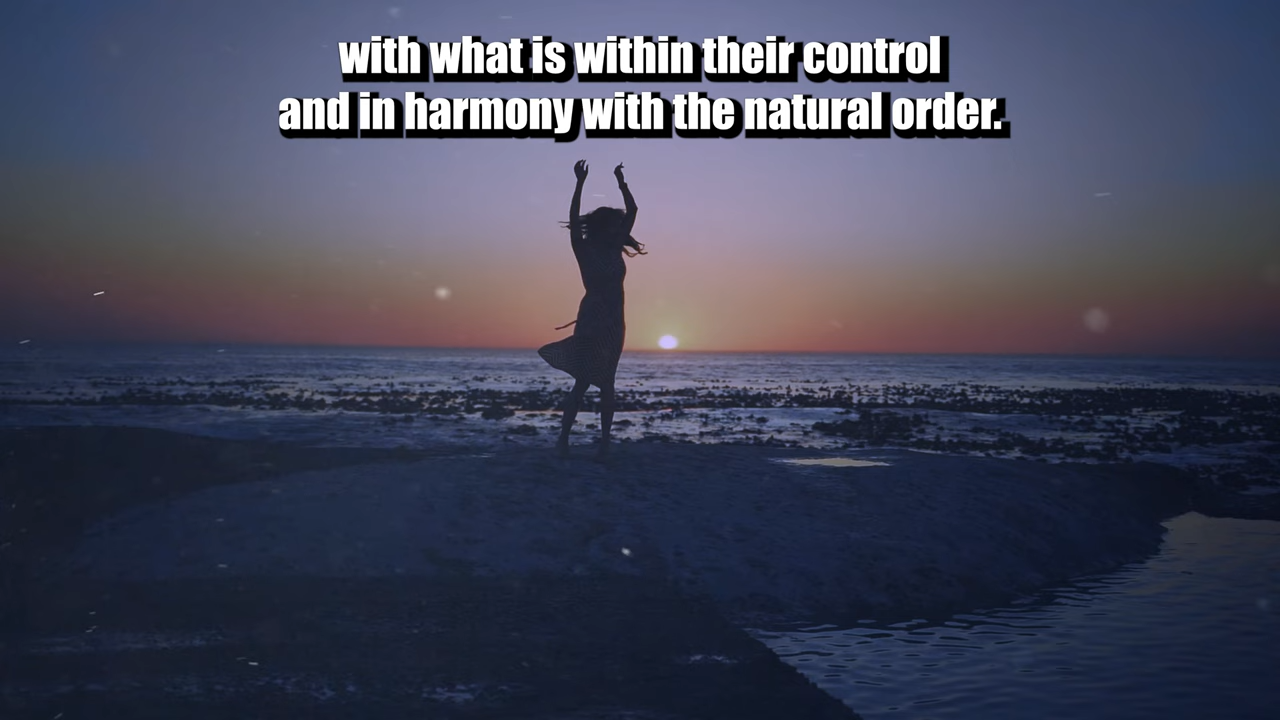 with what is within their control
and in harmony with the natural order.